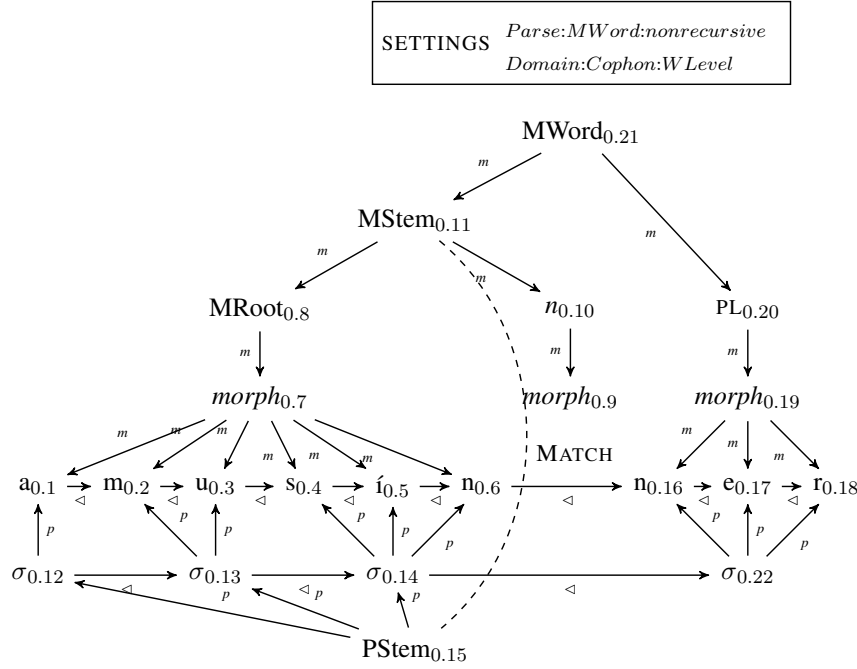 SETTINGS Parse:MWord:nonrecursive
Domain:Cophon:WLevel
MWord0.21
m
MStem0.11
m m m
MRoot0.8 n0.10 PL0.20
m m m
morph0.7 morph0.9 morph0.19
m m m m m m m m m
MATCH
a0.1 m0.2 u0.3 s0.4 í0.5 n0.6 n0.16 e0.17 r0.18
◁ ◁ ◁ ◁ ◁ ◁ ◁ ◁
p p p p p p p p p
σ0.12 σ0.13 σ0.14 σ0.22
◁ ◁ ◁
p p p
PStem0.15